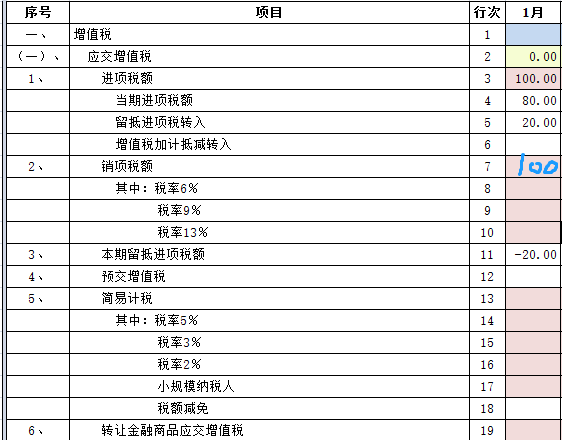 序号 项目 行次 1月
一、 增值税 1
（一）、 应交增值税 2 0.00
1、 进项税额 3 100.00
当期进项税额 4 80.00
留抵进项税转入 5 20.00
增值税加计抵减转入 6
2、 销项税额 7 100
其中：税率6% 8
税率9% 9
税率13% 10
3、 本期留抵进项税额 11 -20.00
4、 预交增值税 12
5、 简易计税 13
其中：税率5% 14
税率3% 15
税率2% 16
小规模纳税人 17
税额减免 18
6、 转让金融商品应交增值税 19